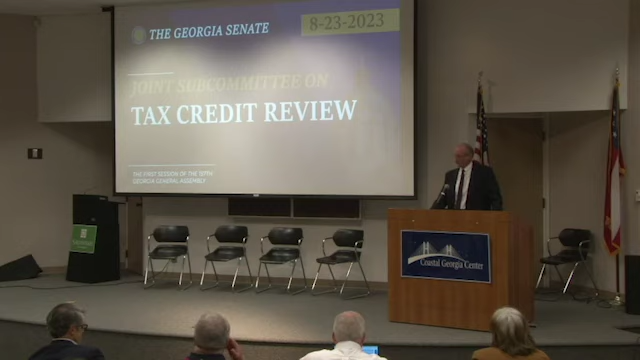 THE GEORGIA SENATE
8-23-2023
JOINT SUBCOMMITTEE ON
TAX CREDIT REVIEW
THE FIRST SESSION OF THE 157TH
GEORGIA GENERAL ASSEMBLY
Coastal Georgia Center